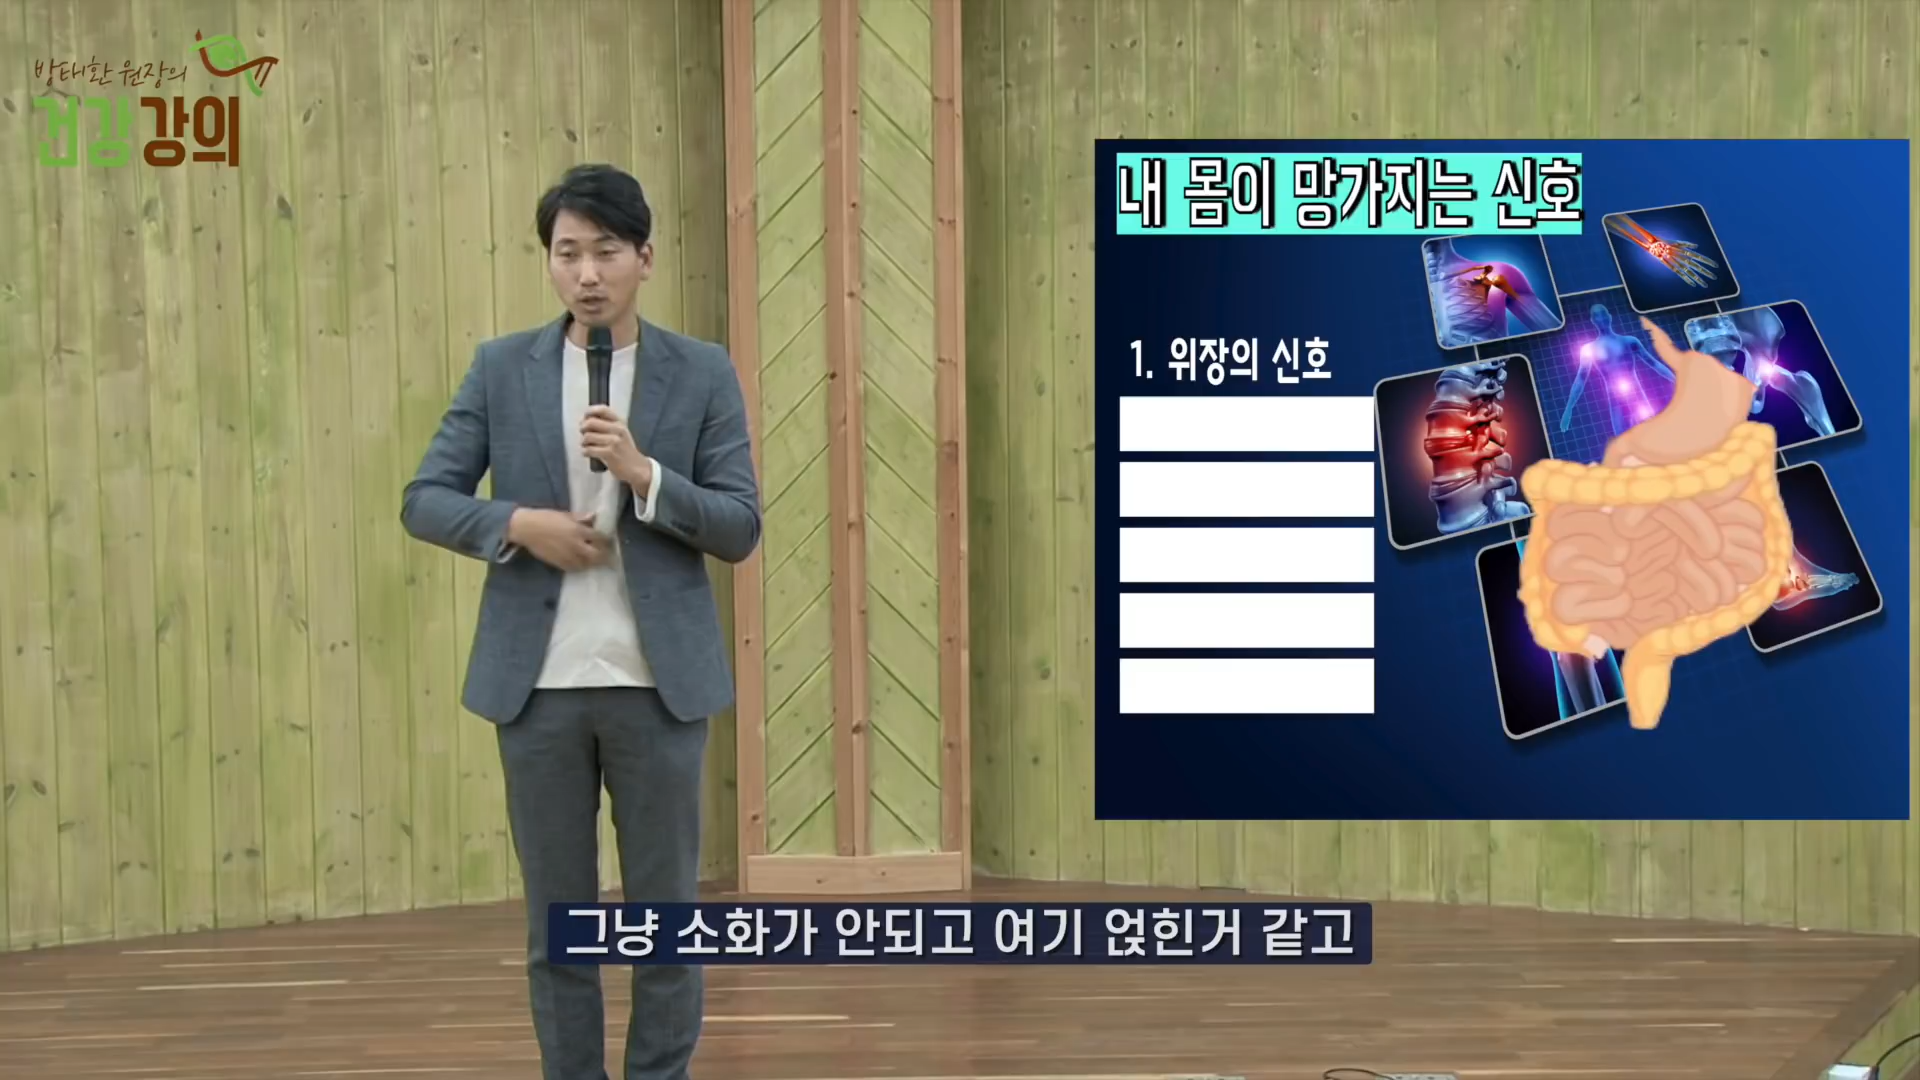 방태환 원장의
건강 강의
내 몸이 망가지는 신호
1. 위장의 신호
그냥 소화가 안되고 여기 얹힌거 같고